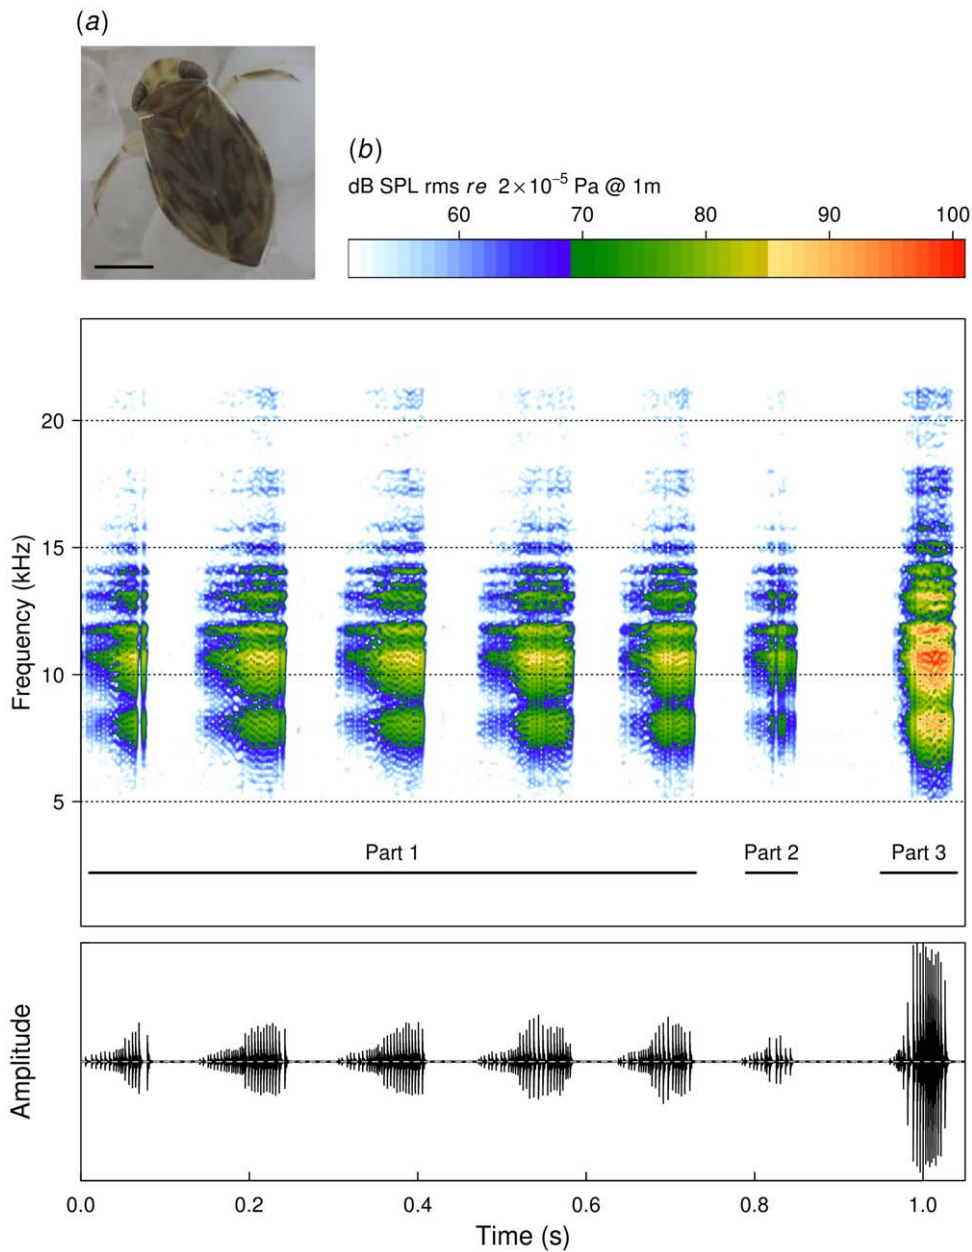 (a)
(b)
dB SPL rms re 2×10⁻⁵ Pa @ 1m
60 70 80 90 100
20
15
10
5
Frequency (kHz)
Part 1 Part 2 Part 3
Amplitude
0.0 0.2 0.4 0.6 0.8 1.0
Time (s)